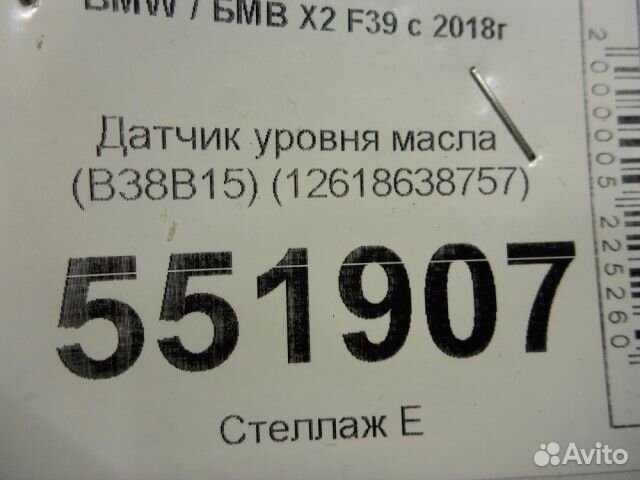 BMW / БМВ X2 F39 с 2018г
Датчик уровня масла
(B38B15) (12618638757)
551907
Стеллаж Е
2000005225260
Avito